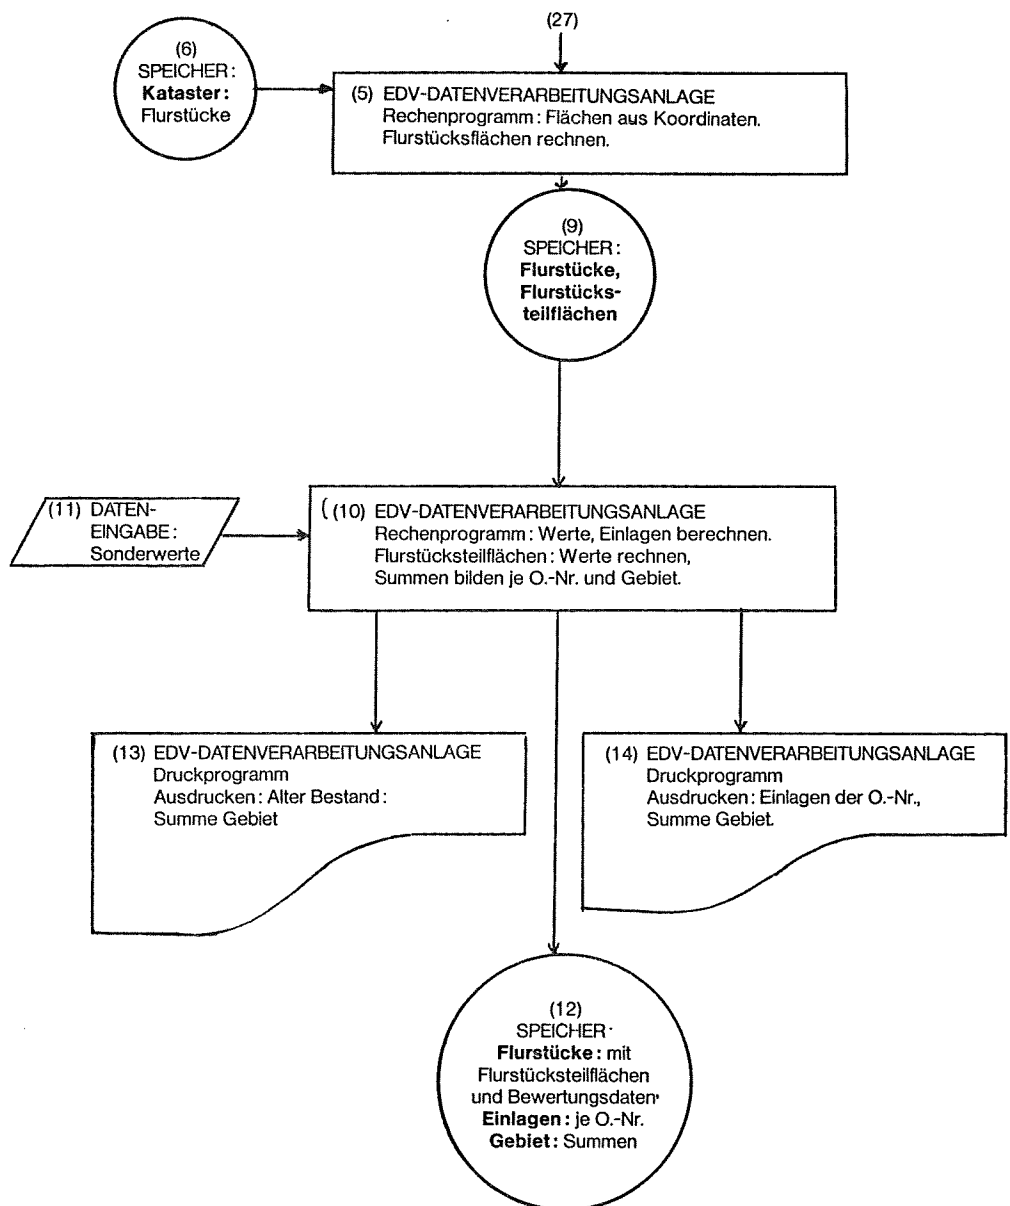 (27)
(6)
SPEICHER:
Kataster:
Flurstücke
(5) EDV-DATENVERARBEITUNGSANLAGE
Rechenprogramm: Flächen aus Koordinaten.
Flurstücksflächen rechnen.
(9)
SPEICHER:
Flurstücke,
Flurstücks-
teilflächen
(11) DATEN-
EINGABE:
Sonderwerte
(10) EDV-DATENVERARBEITUNGSANLAGE
Rechenprogramm: Werte, Einlagen berechnen.
Flurstücksteilflächen: Werte rechnen,
Summen bilden je O.-Nr. und Gebiet.
(13) EDV-DATENVERARBEITUNGSANLAGE
Druckprogramm
Ausdrucken: Alter Bestand:
Summe Gebiet
(14) EDV-DATENVERARBEITUNGSANLAGE
Druckprogramm
Ausdrucken: Einlagen der O.-Nr.,
Summe Gebiet.
(12)
SPEICHER·
Flurstücke: mit
Flurstücksteilflächen
und Bewertungsdaten·
Einlagen: je O.-Nr.
Gebiet: Summen